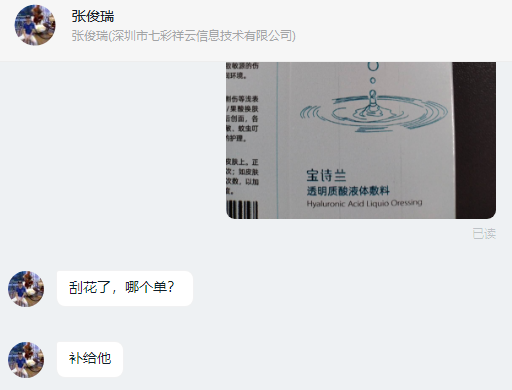 张俊瑞
张俊瑞(深圳市七彩祥云信息技术有限公司)
宝诗兰
透明质酸液体敷料
Hyaluronic Acid Liquio Dressing
已读
刮花了，哪个单？
补给他